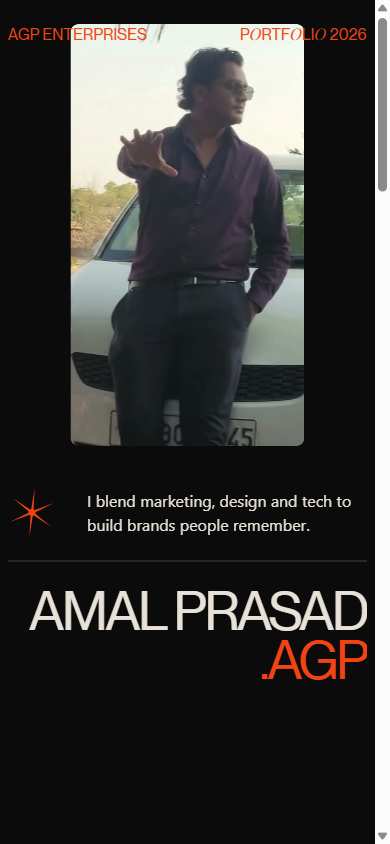 AGP ENTERPRISES
PORTFOLIO 2026
I blend marketing, design and tech to
build brands people remember.
AMAL PRASAD
.AGP